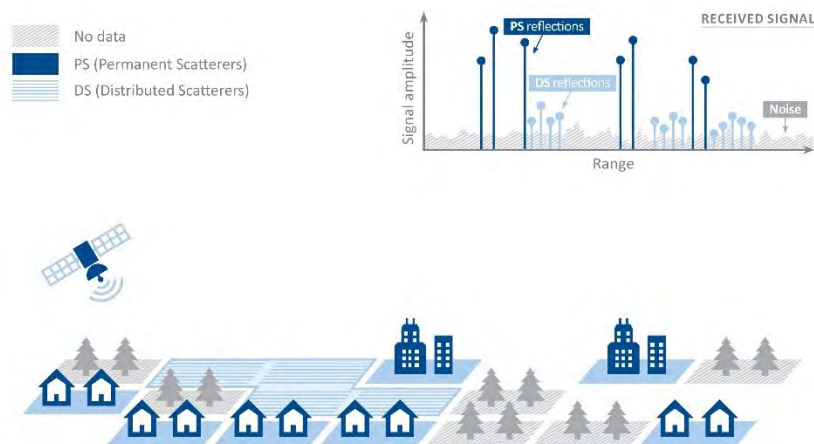 No data
PS (Permanent Scatterers)
DS (Distributed Scatterers)
RECEIVED SIGNAL
PS reflections
DS reflections
Noise
Signal amplitude
Range